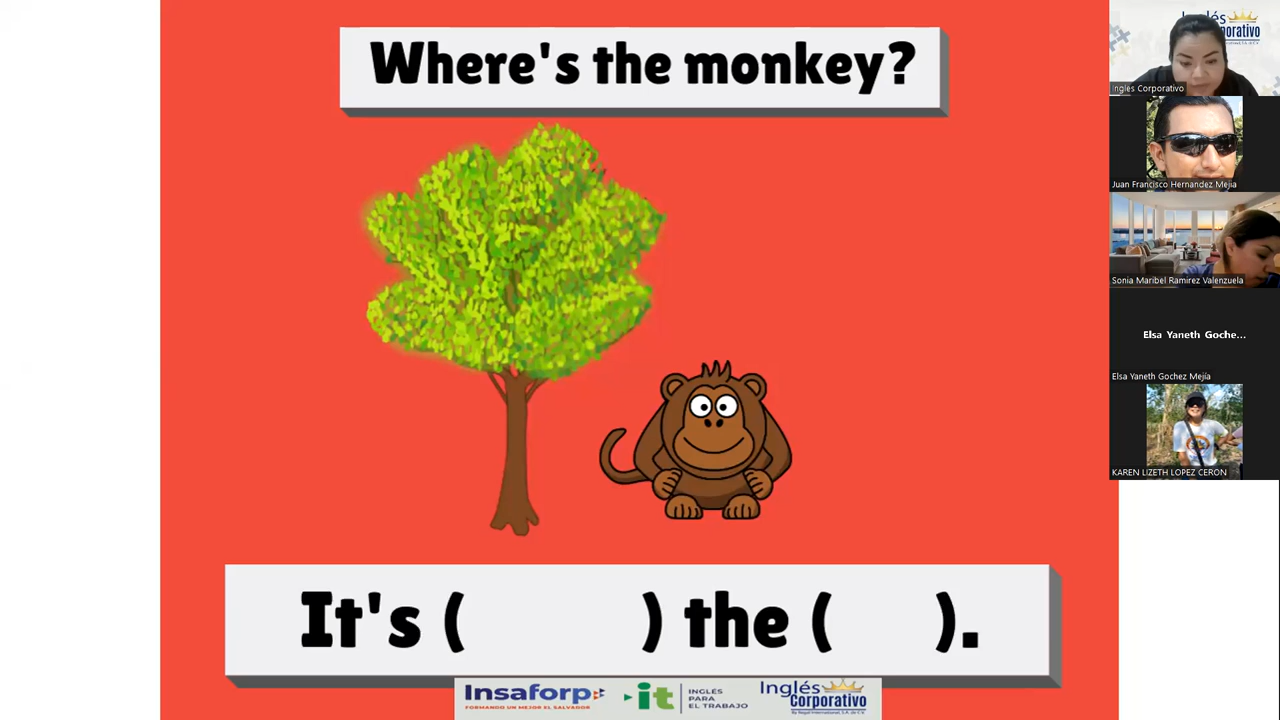 Where's the monkey?
It's (        ) the (     ).
Insaforp
FORMANDO UN MEJOR EL SALVADOR
it
INGLÉS
PARA
EL TRABAJO
Inglés
Corporativo
Inglés
Inglés Corporativo
Juan Francisco Hernandez Mejia
Sonia Maribel Ramirez Valenzuela
Elsa Yaneth Goche...
Elsa Yaneth Gochez Mejía
KAREN LIZETH LOPEZ CERON